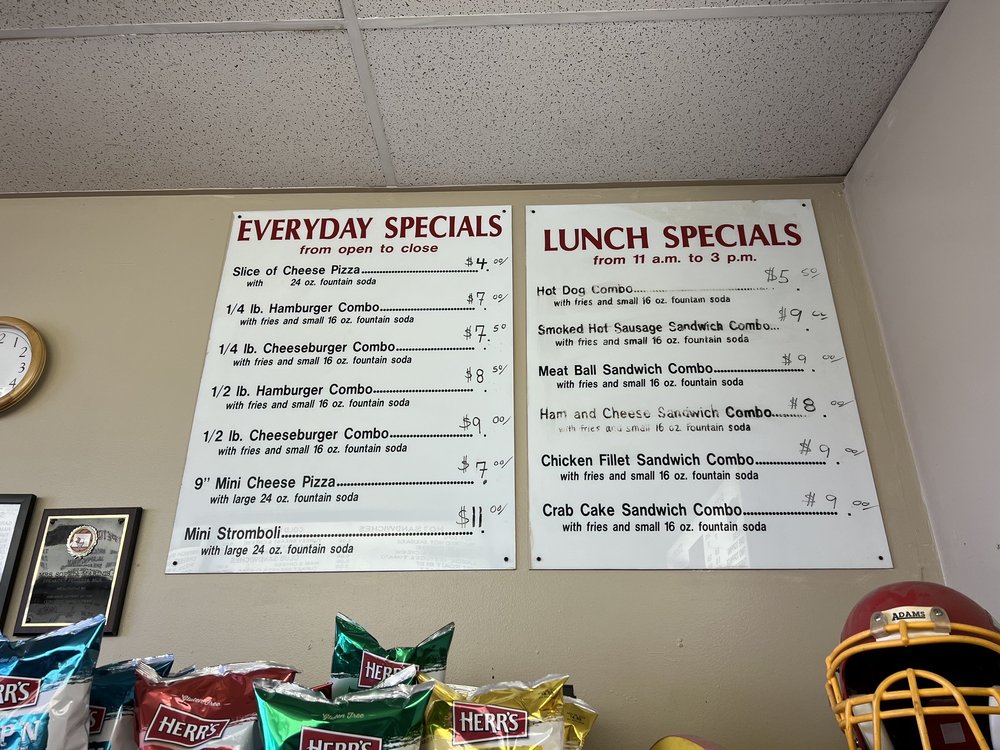 EVERYDAY SPECIALS
from open to close
Slice of Cheese Pizza........ $4.00/
with 24 oz. fountain soda
1/4 lb. Hamburger Combo........ $7.00/
with fries and small 16 oz. fountain soda
1/4 lb. Cheeseburger Combo........ $7.50
with fries and small 16 oz. fountain soda
1/2 lb. Hamburger Combo........ $8.50/
with fries and small 16 oz. fountain soda
1/2 lb. Cheeseburger Combo........ $9.00/
with fries and small 16 oz. fountain soda
9" Mini Cheese Pizza........ $7.00/
with large 24 oz. fountain soda
Mini Stromboli........ $11.00/
with large 24 oz. fountain soda
LUNCH SPECIALS
from 11 a.m. to 3 p.m.
Hot Dog Combo........ $5.50/
with fries and small 16 oz. fountain soda
Smoked Hot Sausage Sandwich Combo... $9.00
with fries and small 16 oz. fountain soda
Meat Ball Sandwich Combo........ $9.00/
with fries and small 16 oz. fountain soda
Ham and Cheese Sandwich Combo........ $8.00/
with fries and small 16 oz. fountain soda
Chicken Fillet Sandwich Combo........ $9.00
with fries and small 16 oz. fountain soda
Crab Cake Sandwich Combo........ $9.00/
with fries and small 16 oz. fountain soda
1
2
3
4
ADAMS
HERR'S
Gluten Free
HERR'S
Gluten Free
HERR'S
HERR'S